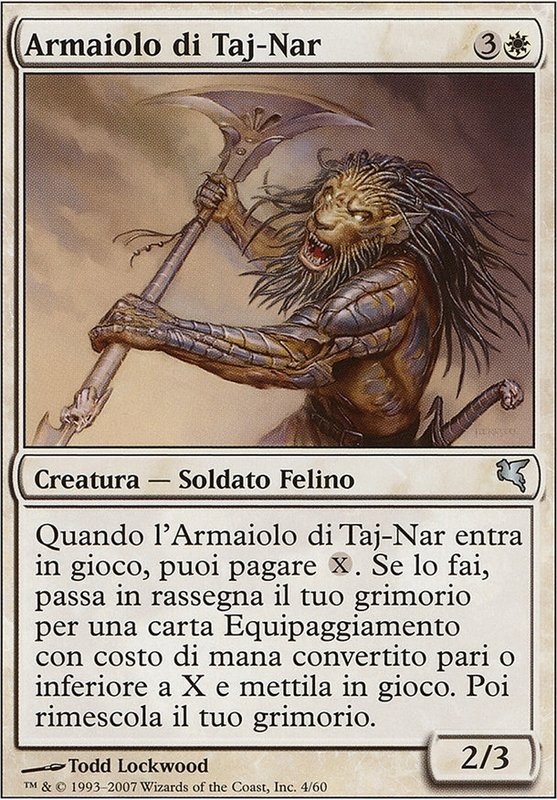 Armaiolo di Taj-Nar 3
Creatura — Soldato Felino
Quando l'Armaiolo di Taj-Nar entra
in gioco, puoi pagare X. Se lo fai,
passa in rassegna il tuo grimorio
per una carta Equipaggiamento
con costo di mana convertito pari o
inferiore a X e mettila in gioco. Poi
rimescola il tuo grimorio.
2/3
Todd Lockwood
™ & © 1993–2007 Wizards of the Coast, Inc. 4/60